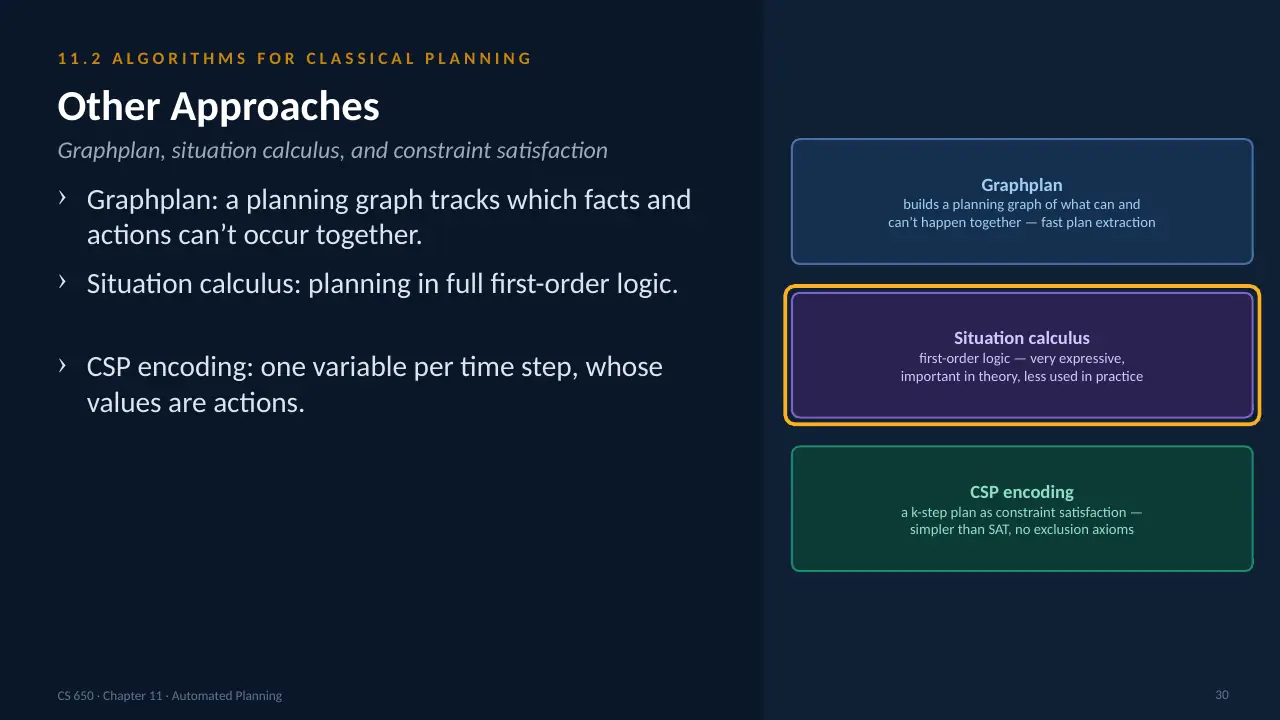 11.2 ALGORITHMS FOR CLASSICAL PLANNING
Other Approaches
Graphplan, situation calculus, and constraint satisfaction
› Graphplan: a planning graph tracks which facts and
actions can’t occur together.
› Situation calculus: planning in full first-order logic.
› CSP encoding: one variable per time step, whose
values are actions.
Graphplan
builds a planning graph of what can and
can’t happen together — fast plan extraction
Situation calculus
first-order logic — very expressive,
important in theory, less used in practice
CSP encoding
a k-step plan as constraint satisfaction —
simpler than SAT, no exclusion axioms
CS 650 · Chapter 11 · Automated Planning
30